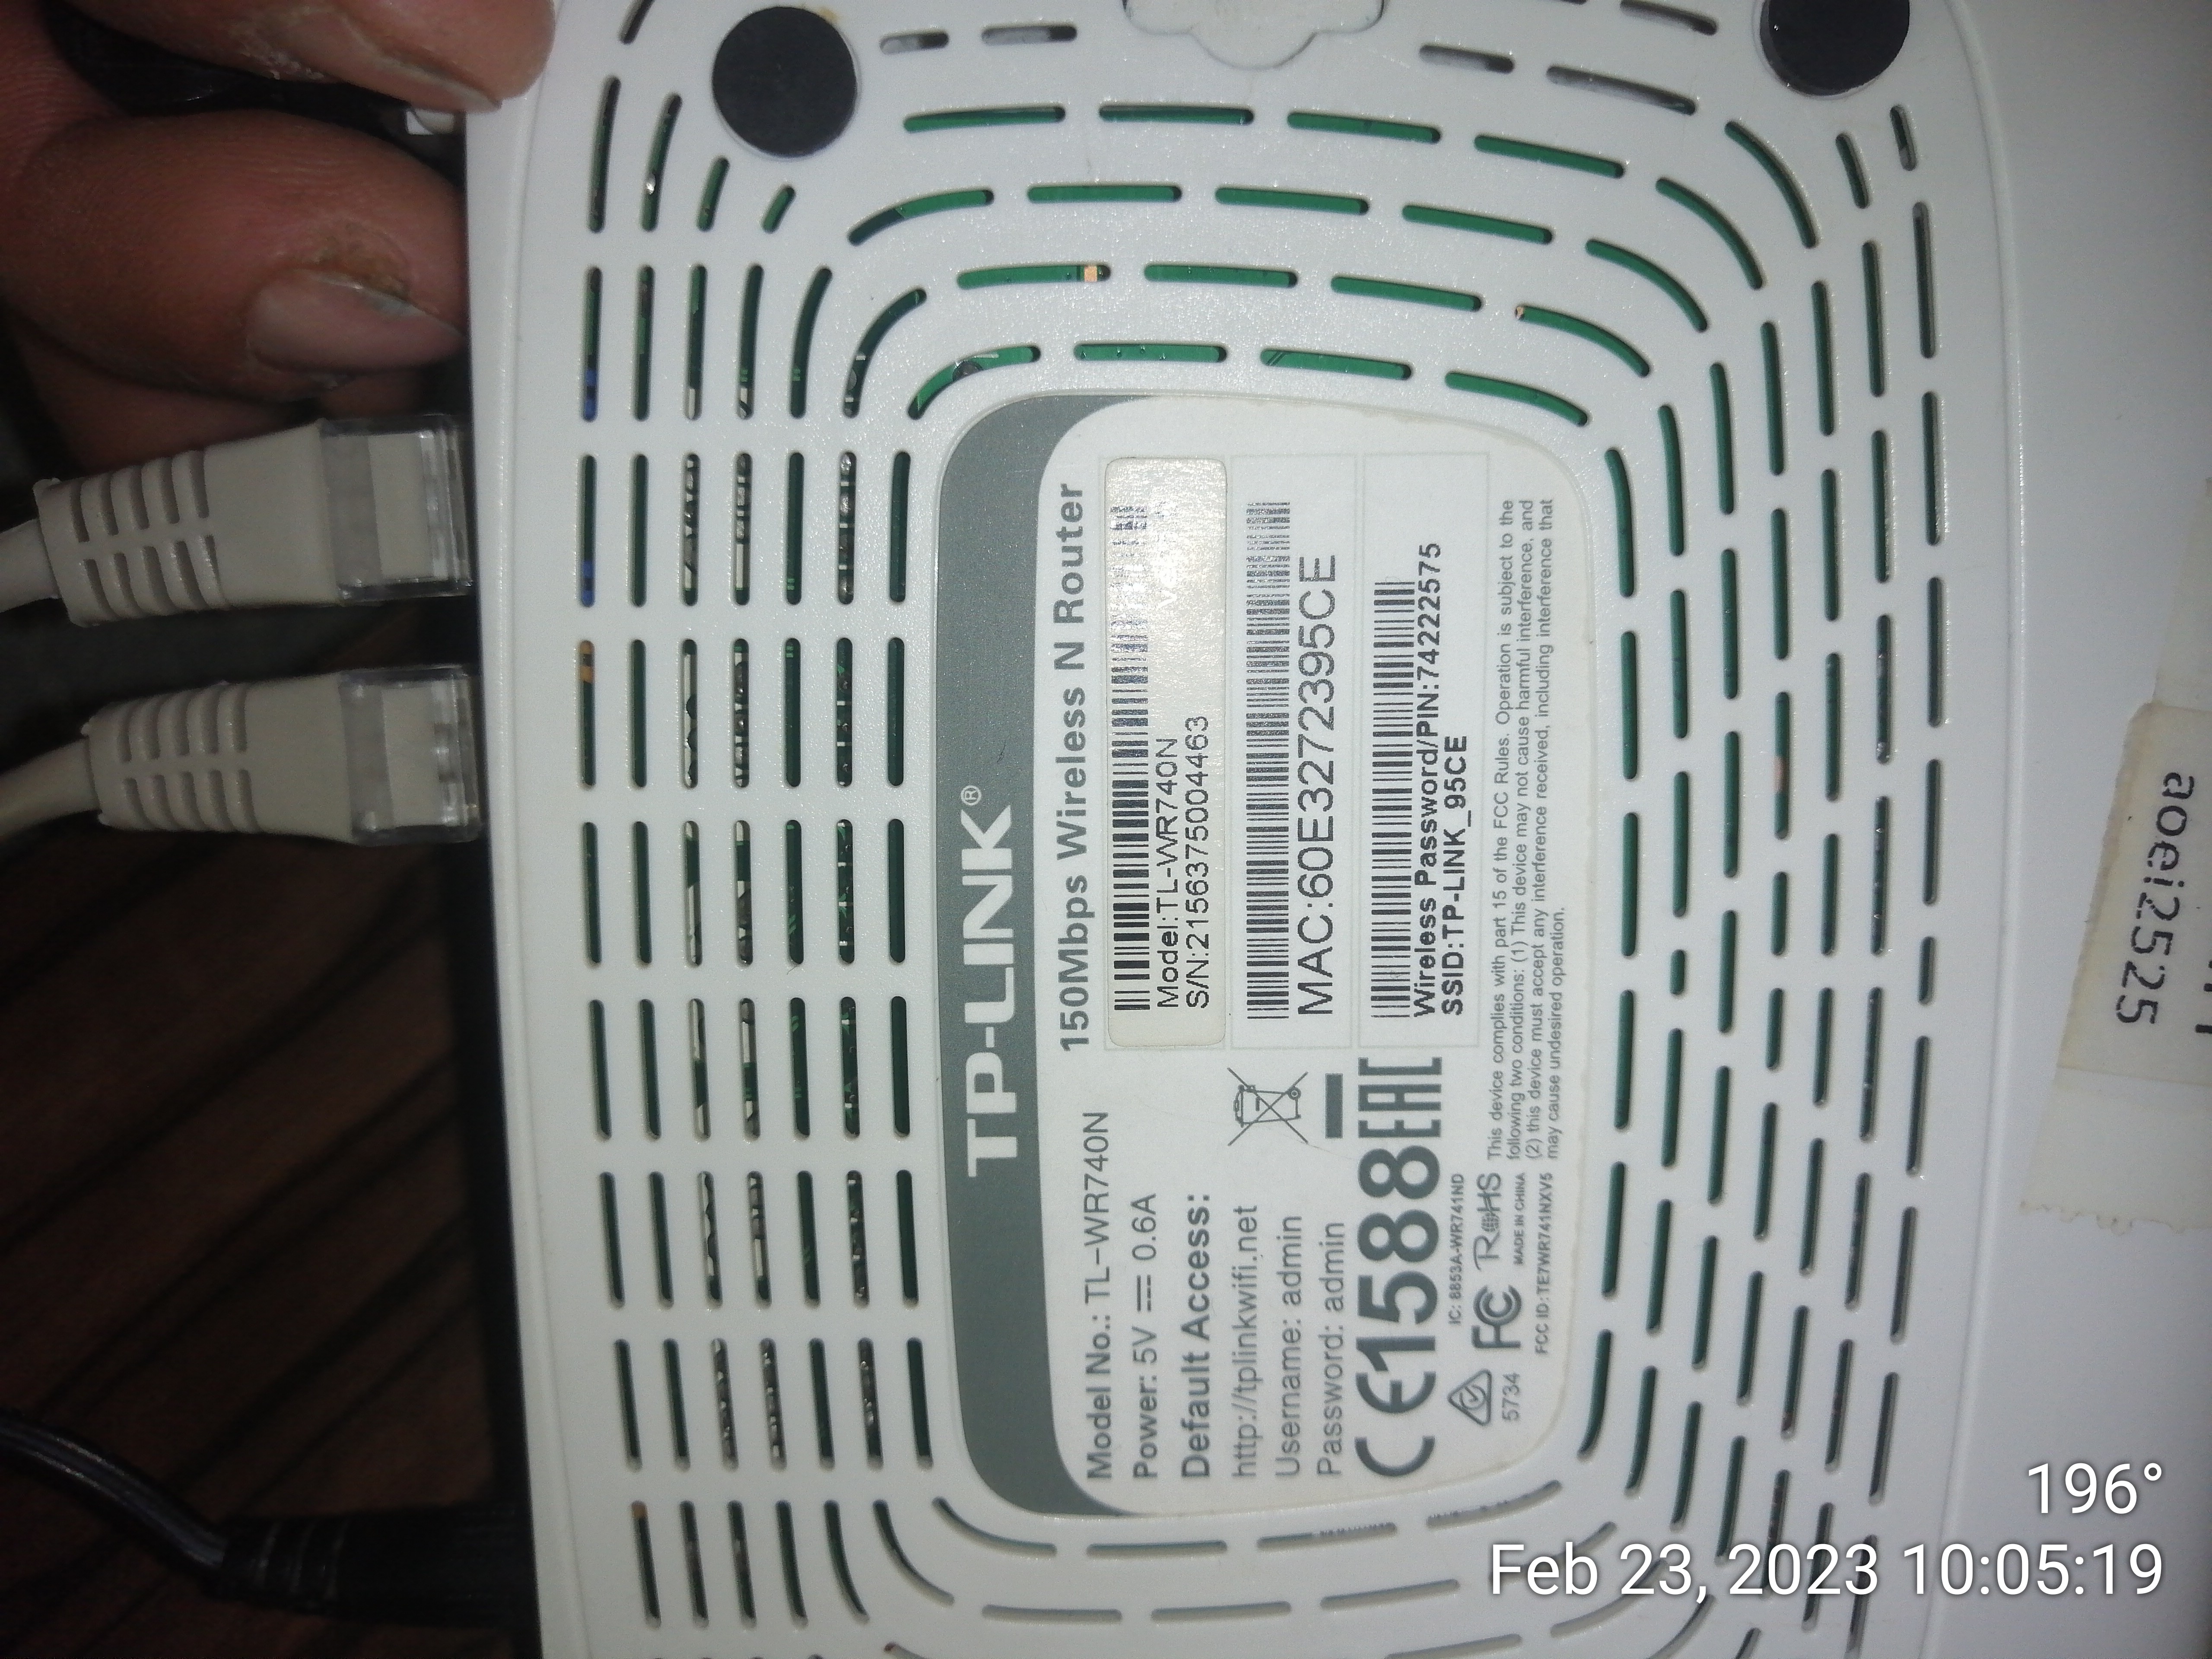 TP-LINK®
150Mbps Wireless N Router
Model No.: TL-WR740N
Power: 5V 0.6A
Default Access:
http://tplinkwifi.net
Username: admin
Password: admin
Model:TL-WR740N
S/N:2156375004463
MAC:60E3272395CE
Wireless Password/PIN:74222575
SSID:TP-LINK_95CE
CE1588
EAC
IC: 8853A-WR741ND
5734
FC
RoHS
MADE IN CHINA
FCC ID:TE7WR741NXV5
This device complies with part 15 of the FCC Rules. Operation is subject to the
following two conditions: (1) This device may not cause harmful interference, and
(2) this device must accept any interference received, including interference that
may cause undesired operation.
aoei2525
2525
196°
Feb 23, 2023 10:05:19